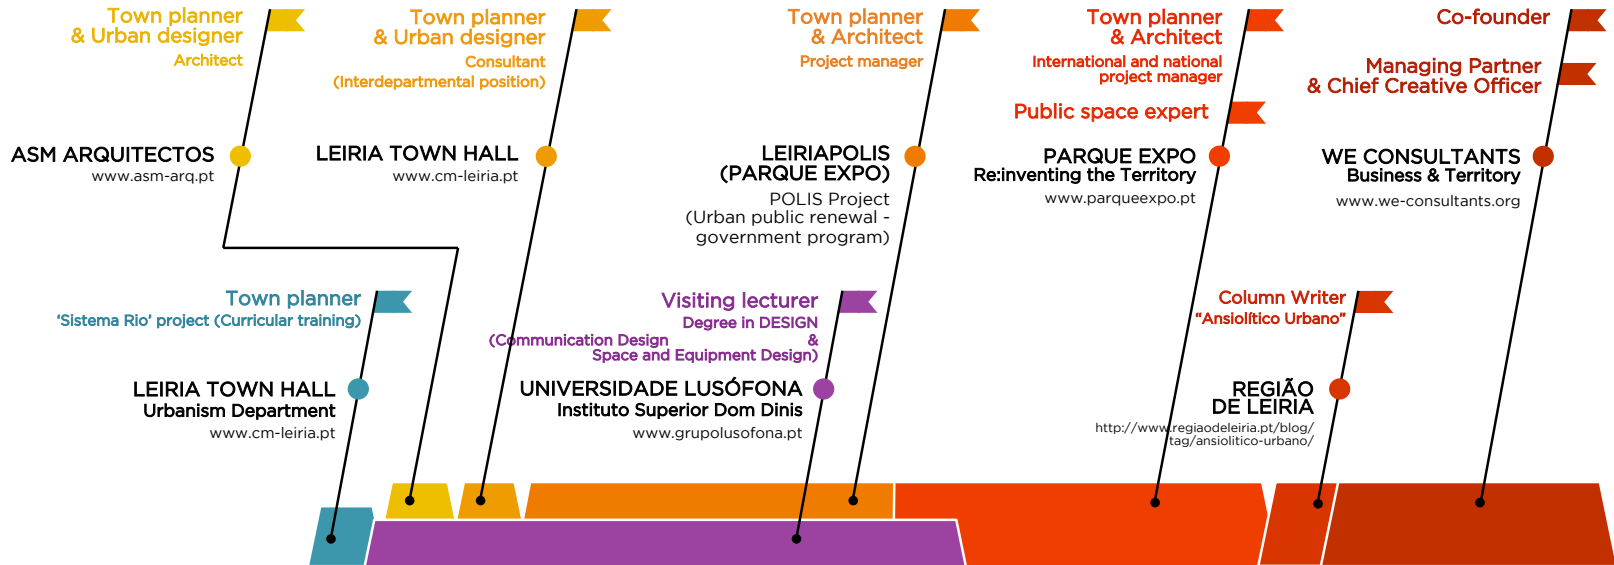 Town planner
& Urban designer
Architect
ASM ARQUITECTOS
www.asm-arq.pt
Town planner
& Urban designer
Consultant
(Interdepartmental position)
LEIRIA TOWN HALL
www.cm-leiria.pt
Town planner
& Architect
Project manager
LEIRIAPOLIS
(PARQUE EXPO)
POLIS Project
(Urban public renewal -
government program)
Town planner
& Architect
International and national
project manager
Public space expert
PARQUE EXPO
Re:inventing the Territory
www.parqueexpo.pt
Co-founder
Managing Partner
& Chief Creative Officer
WE CONSULTANTS
Business & Territory
www.we-consultants.org
Town planner
‘Sistema Rio’ project (Curricular training)
LEIRIA TOWN HALL
Urbanism Department
www.cm-leiria.pt
Visiting lecturer
Degree in DESIGN
(Communication Design &
Space and Equipment Design)
UNIVERSIDADE LUSÓFONA
Instituto Superior Dom Dinis
www.grupolusofona.pt
Column Writer
“Ansiolítico Urbano”
REGIÃO
DE LEIRIA
http://www.regiaodeleiria.pt/blog/
tag/ansiolitico-urbano/